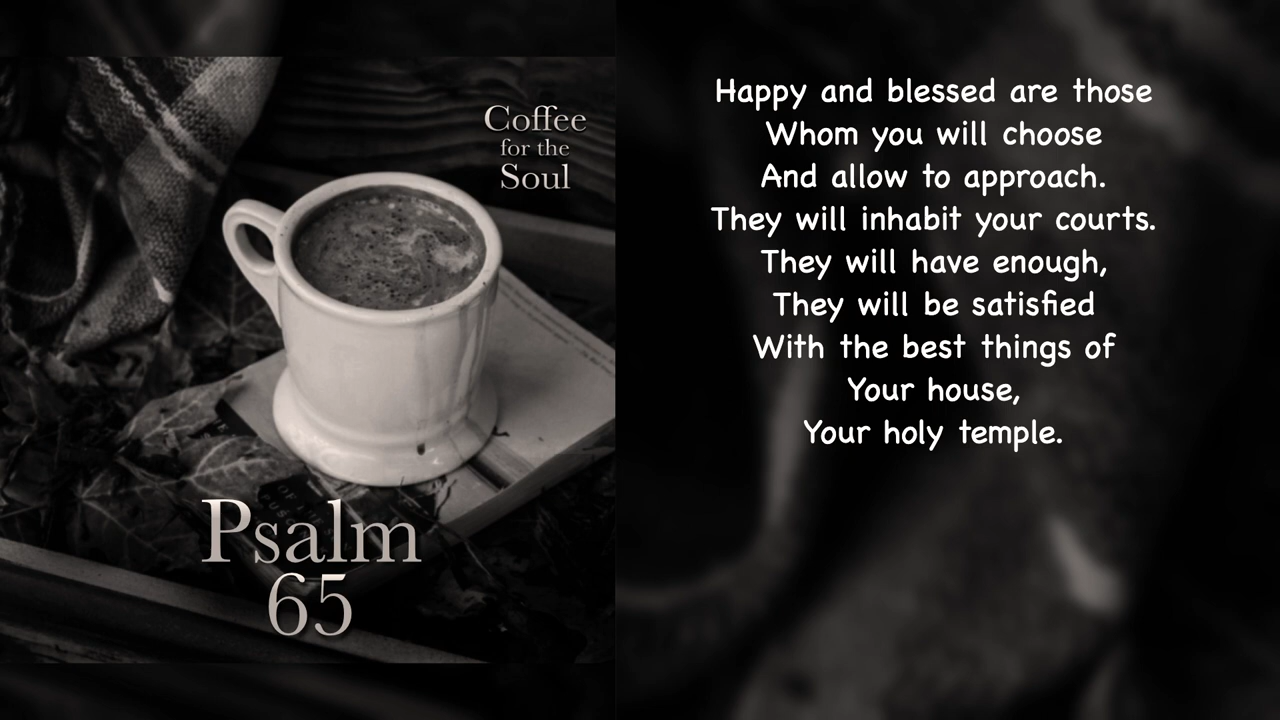 Coffee
for the
Soul
Psalm
65
Happy and blessed are those
Whom you will choose
And allow to approach.
They will inhabit your courts.
They will have enough,
They will be satisfied
With the best things of
Your house,
Your holy temple.